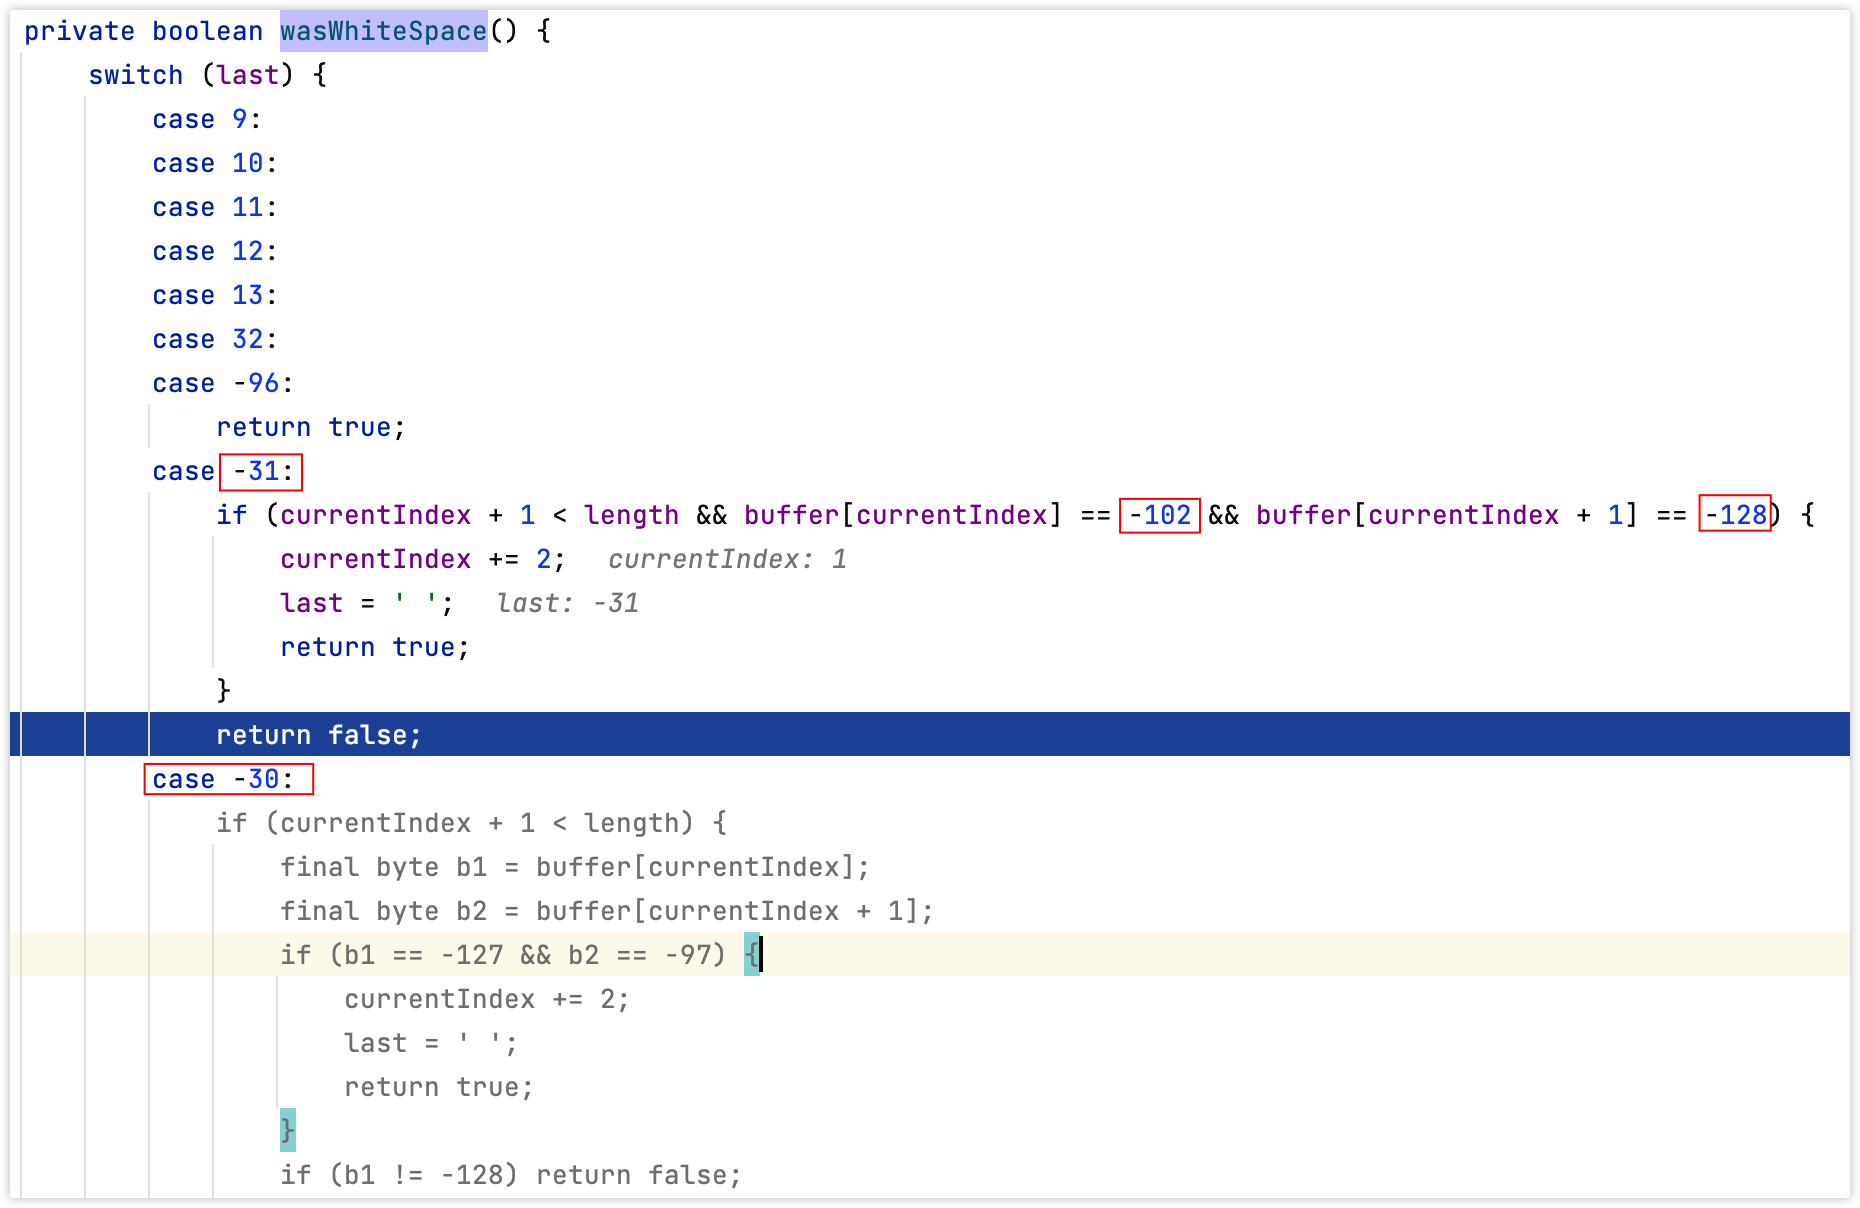 private boolean wasWhiteSpace() {
    switch (last) {
        case 9:
        case 10:
        case 11:
        case 12:
        case 13:
        case 32:
        case -96:
            return true;
        case -31:
            if (currentIndex + 1 < length && buffer[currentIndex] == -102 && buffer[currentIndex + 1] == -128) {
                currentIndex += 2;   currentIndex: 1
                last = ' ';   last: -31
                return true;
            }
            return false;
        case -30:
            if (currentIndex + 1 < length) {
                final byte b1 = buffer[currentIndex];
                final byte b2 = buffer[currentIndex + 1];
                if (b1 == -127 && b2 == -97) {
                    currentIndex += 2;
                    last = ' ';
                    return true;
                }
                if (b1 != -128) return false;